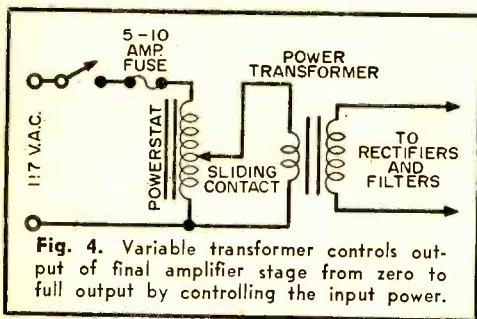 5-10
AMP.
FUSE
POWER
TRANSFORMER
117 V.A.C.
POWERSTAT
SLIDING
CONTACT
TO
RECTIFIERS
AND
FILTERS
Fig. 4. Variable transformer controls out-
put of final amplifier stage from zero to
full output by controlling the input power.